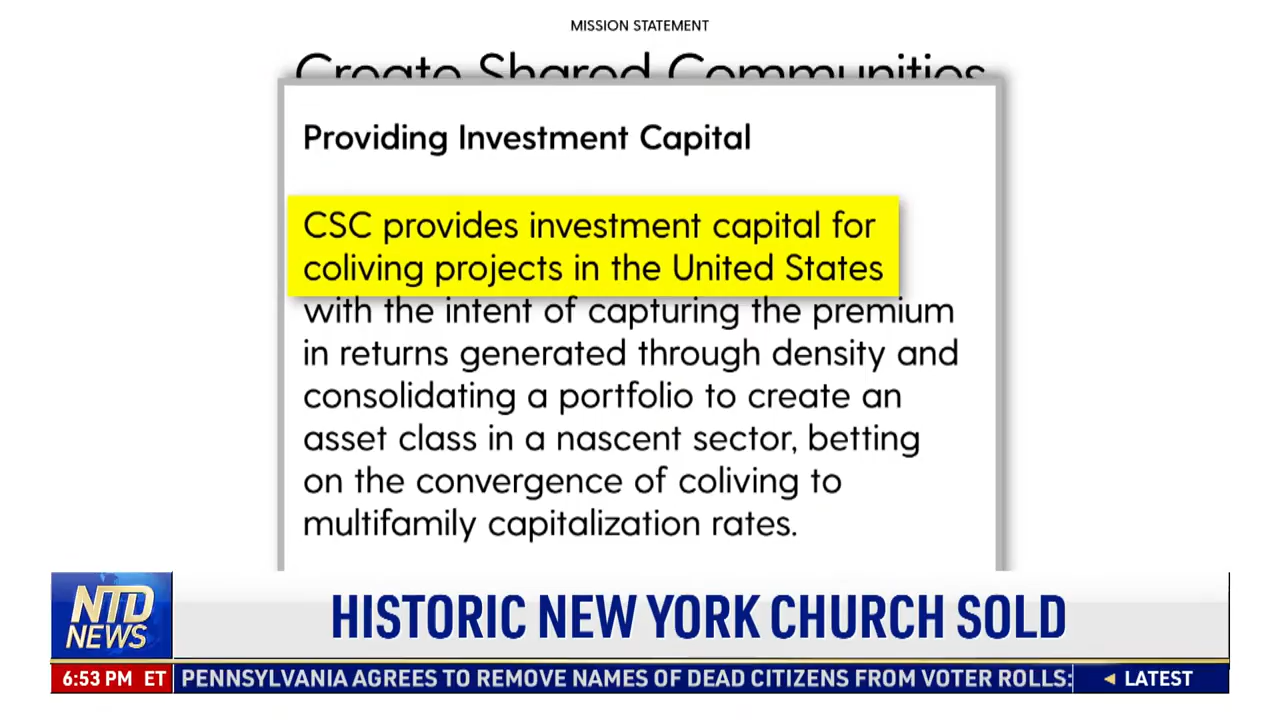 MISSION STATEMENT
Create Shared Communities
Providing Investment Capital
CSC provides investment capital for
coliving projects in the United States
with the intent of capturing the premium
in returns generated through density and
consolidating a portfolio to create an
asset class in a nascent sector, betting
on the convergence of coliving to
multifamily capitalization rates.
NTD
NEWS
HISTORIC NEW YORK CHURCH SOLD
6:53 PM ET
PENNSYLVANIA AGREES TO REMOVE NAMES OF DEAD CITIZENS FROM VOTER ROLLS:
LATEST